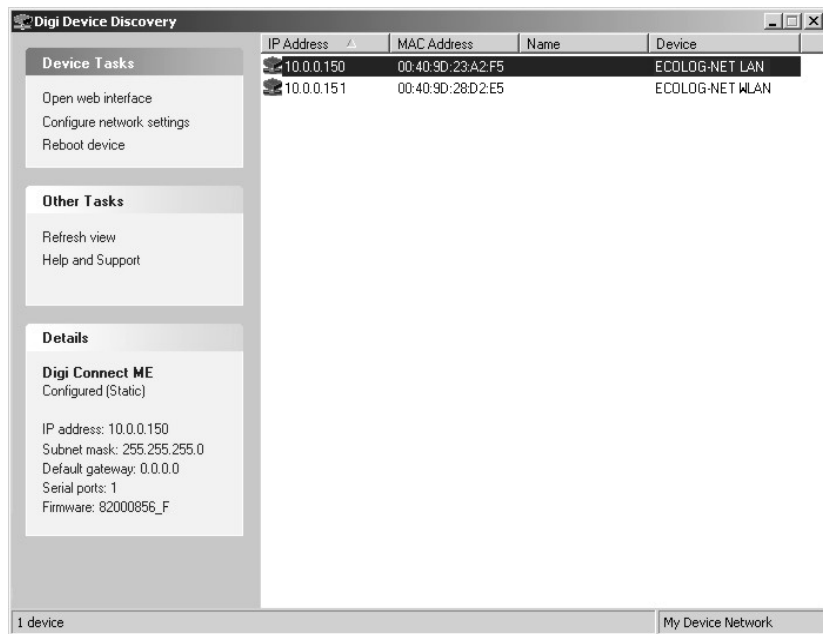 Digi Device Discovery
Device Tasks
Open web interface
Configure network settings
Reboot device
Other Tasks
Refresh view
Help and Support
Details
Digi Connect ME
Configured (Static)
IP address: 10.0.0.150
Subnet mask: 255.255.255.0
Default gateway: 0.0.0.0
Serial ports: 1
Firmware: 82000856_F
IP Address MAC Address Name Device
10.0.0.150 00:40:9D:23:A2:F5 ECOLOG-NET LAN
10.0.0.151 00:40:9D:28:D2:E5 ECOLOG-NET WLAN
1 device My Device Network